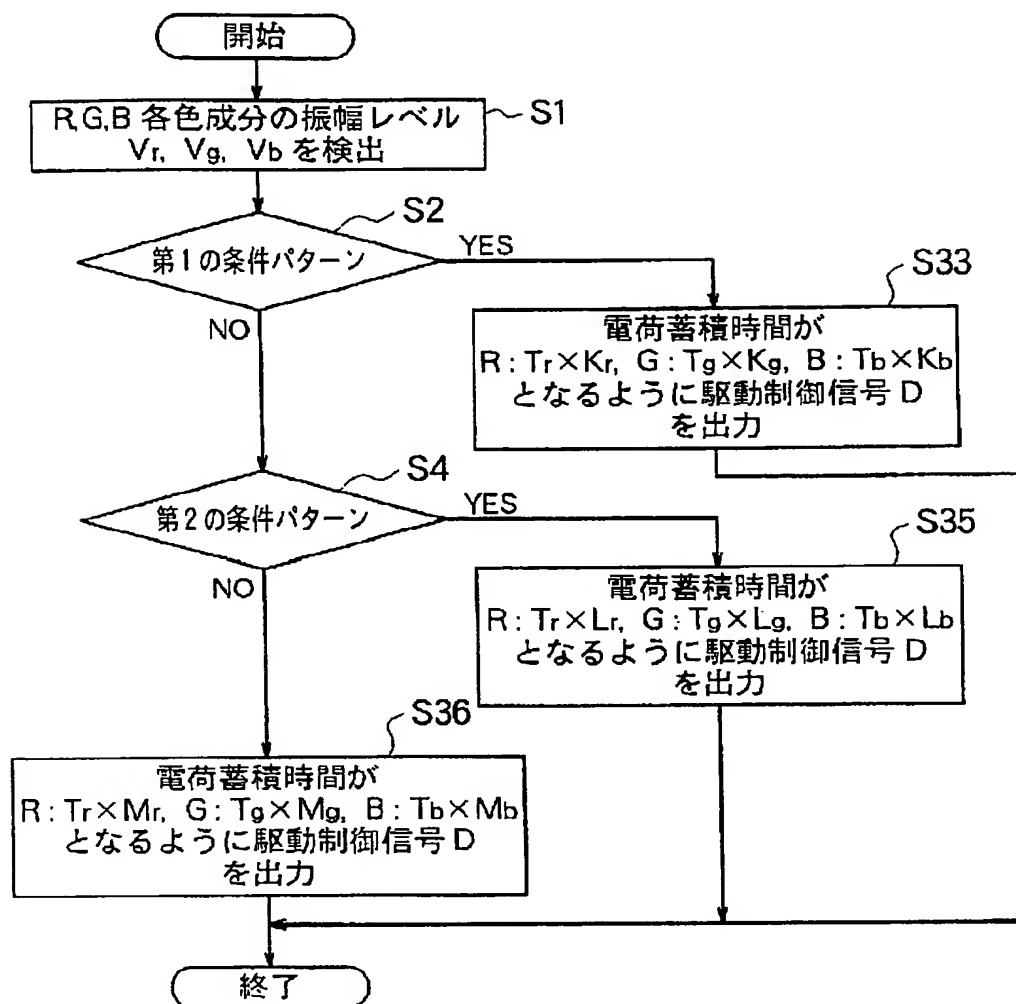 開始
R,G,B 各色成分の振幅レベル
Vr, Vg, Vb を検出
S1
第1の条件パターン
S2
YES
NO
電荷蓄積時間が
R:Tr×Kr, G:Tg×Kg, B:Tb×Kb
となるように駆動制御信号 D
を出力
S33
第2の条件パターン
S4
YES
NO
電荷蓄積時間が
R:Tr×Lr, G:Tg×Lg, B:Tb×Lb
となるように駆動制御信号 D
を出力
S35
電荷蓄積時間が
R:Tr×Mr, G:Tg×Mg, B:Tb×Mb
となるように駆動制御信号 D
を出力
S36
終了